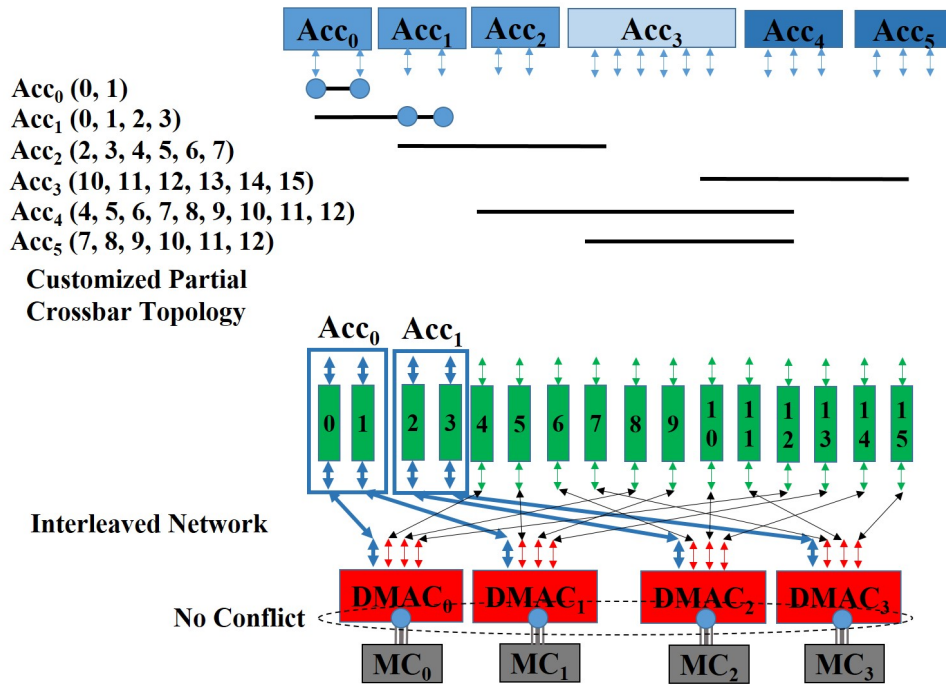 Acc0 Acc1 Acc2 Acc3 Acc4 Acc5
Acc0 (0, 1)
Acc1 (0, 1, 2, 3)
Acc2 (2, 3, 4, 5, 6, 7)
Acc3 (10, 11, 12, 13, 14, 15)
Acc4 (4, 5, 6, 7, 8, 9, 10, 11, 12)
Acc5 (7, 8, 9, 10, 11, 12)
Customized Partial
Crossbar Topology
Acc0 Acc1
0 1 2 3 4 5 6 7 8 9 10 11 12 13 14 15
Interleaved Network
DMAC0 DMAC1 DMAC2 DMAC3
No Conflict
MC0 MC1 MC2 MC3